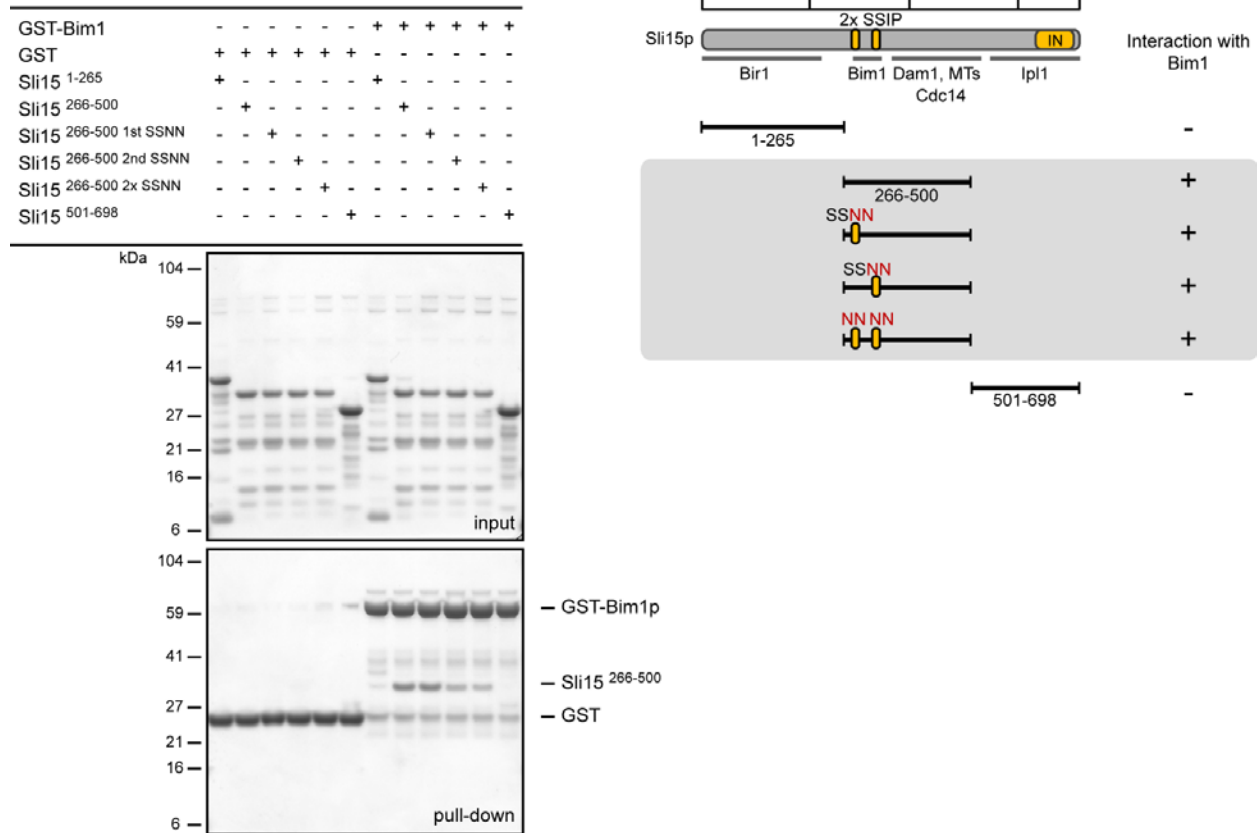 GST-Bim1 - - - - - - + + + + + +
GST + + + + + + - - - - - -
Sli15 1-265 + - - - - - + - - - - -
Sli15 266-500 - + - - - - - + - - - -
Sli15 266-500 1st SSNN - - + - - - - - + - - -
Sli15 266-500 2nd SSNN - - - + - - - - - + - -
Sli15 266-500 2x SSNN - - - - + - - - - - + -
Sli15 501-698 - - - - - + - - - - - +
kDa
104
59
41
27
21
16
6
input
104
59
41
27
21
16
6
pull-down
GST-Bim1p
Sli15 266-500
GST
2x SSIP
Sli15p
IN
Interaction with
Bim1
Bir1
Bim1
Dam1, MTs
Cdc14
Ipl1
1-265
-
266-500
+
SSNN
+
SSNN
+
NN NN
+
501-698
-